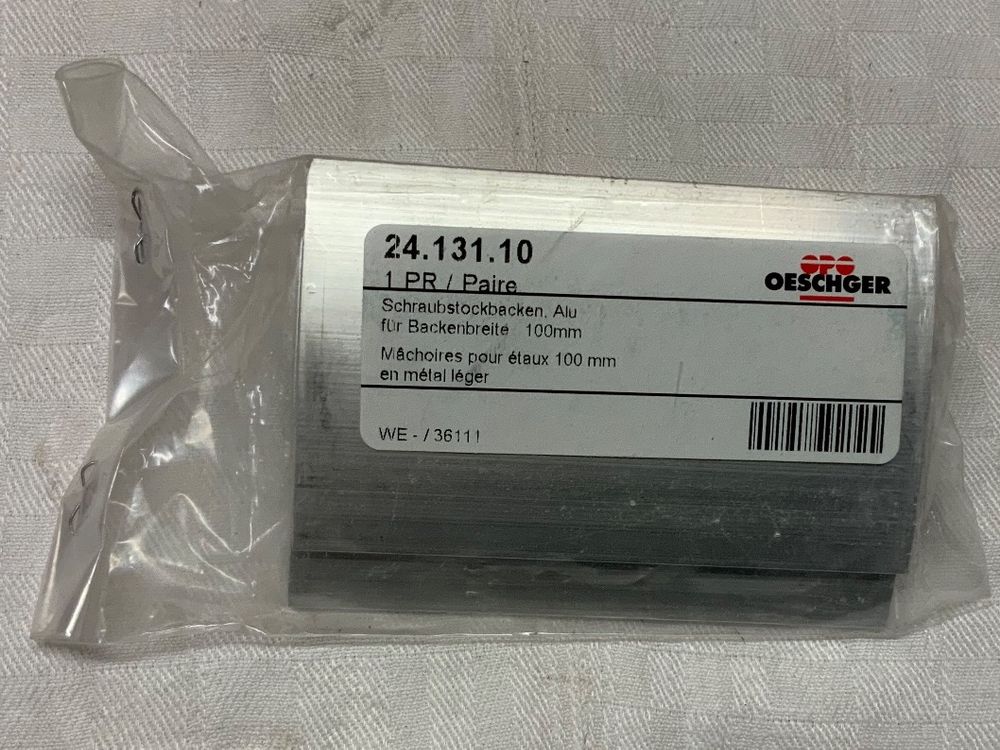 24.131.10
1 PR / Paire
OPO
OESCHGER
Schraubstockbacken, Alu
für Backenbreite 100mm
Mâchoires pour étaux 100 mm
en métal léger
WE - / 36111